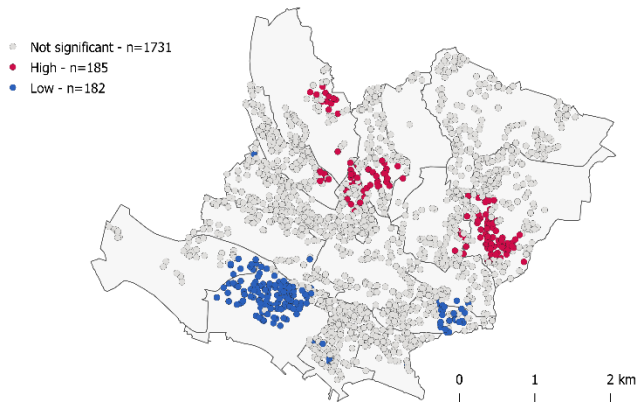 Not significant - n=1731
High - n=185
Low - n=182
0 1 2 km